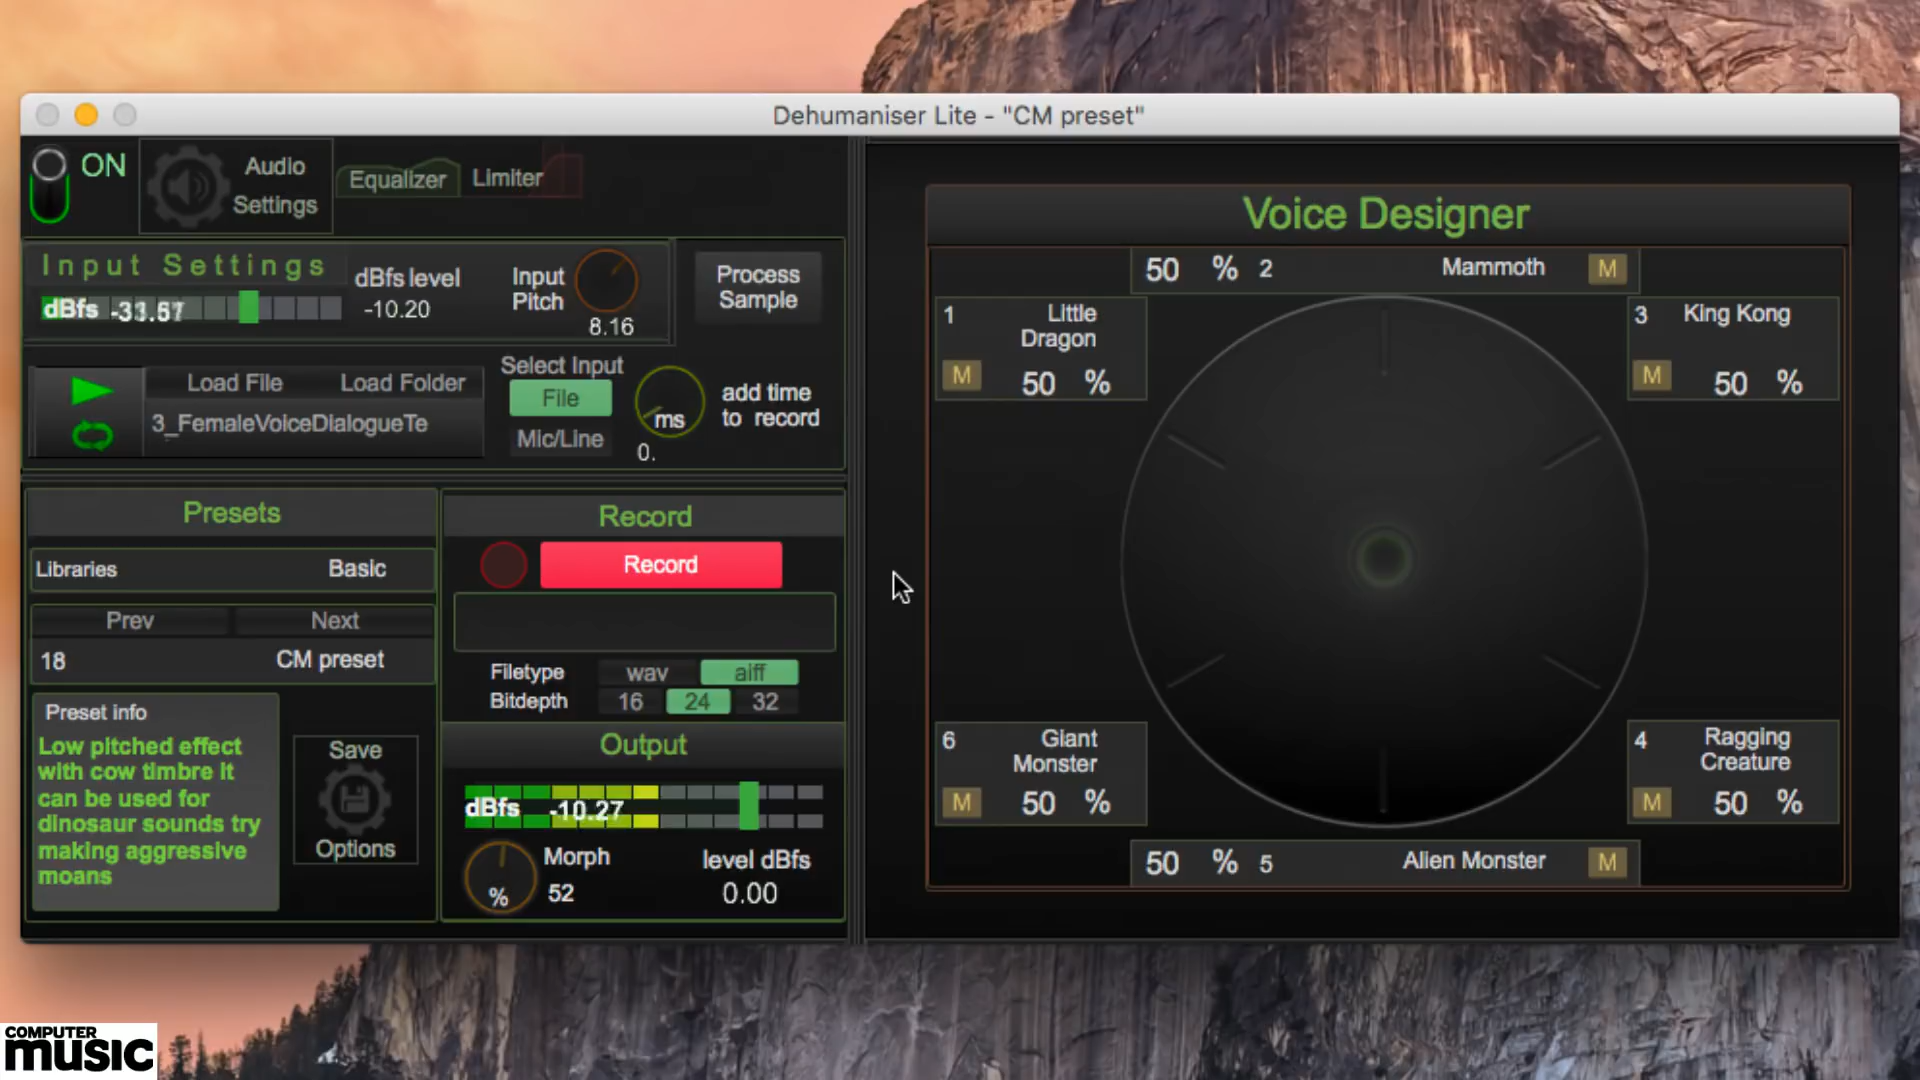 Dehumaniser Lite - "CM preset"
ON
Audio
Settings
Equalizer
Limiter
Input Settings
dBfs
dBfs level
-10.20
Input
Pitch
8.16
Process
Sample
Load File
Load Folder
3_FemaleVoiceDialogueTe
Select Input
File
Mic/Line
ms
0.
add time
to record
Presets
Libraries
Basic
Prev
Next
18
CM preset
Preset info
Low pitched effect
with cow timbre it
can be used for
dinosaur sounds try
making aggressive
moans
Save
Options
Record
Record
Filetype
wav
aiff
Bitdepth
16
24
32
Output
dBfs
-10.27
%
Morph
52
level dBfs
0.00
Voice Designer
50 % 2 Mammoth M
1 Little
Dragon
M 50 %
3 King Kong
M 50 %
6 Giant
Monster
M 50 %
4 Ragging
Creature
M 50 %
50 % 5 Alien Monster M
COMPUTER
music